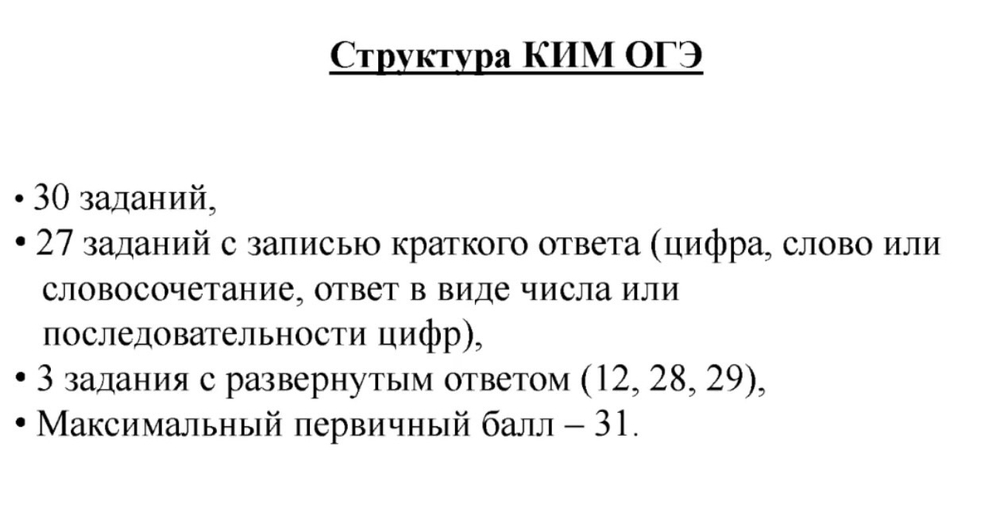 Структура КИМ ОГЭ
• 30 заданий,
• 27 заданий с записью краткого ответа (цифра, слово или
словосочетание, ответ в виде числа или
последовательности цифр),
• 3 задания с развернутым ответом (12, 28, 29),
• Максимальный первичный балл – 31.